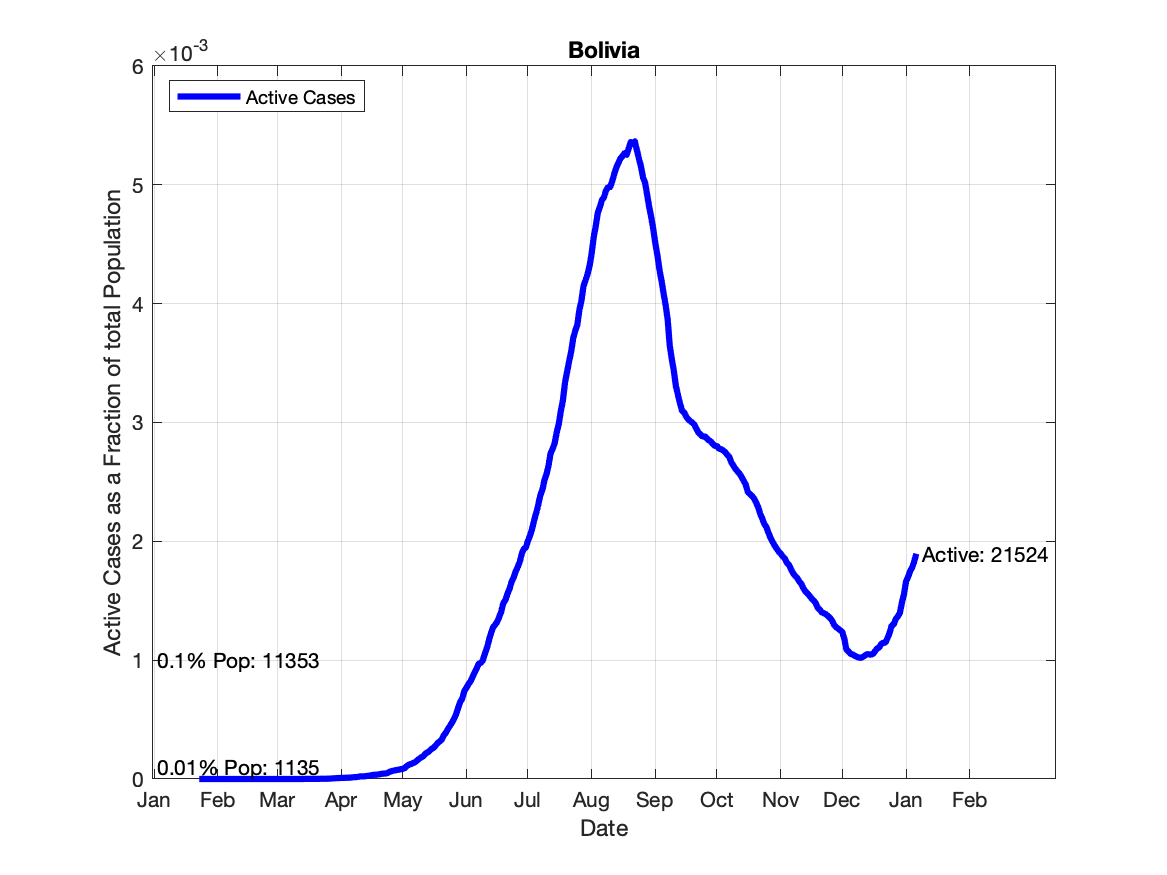 Bolivia
×10-3
Active Cases
6
5
4
3
2
1
0
Active Cases as a Fraction of total Population
Active: 21524
0.1% Pop: 11353
0.01% Pop: 1135
Jan Feb Mar Apr May Jun Jul Aug Sep Oct Nov Dec Jan Feb
Date